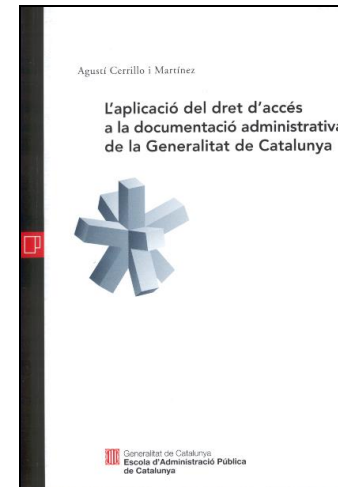 Agustí Cerrillo i Martínez
L'aplicació del dret d'accés
a la documentació administrativa
de la Generalitat de Catalunya
Generalitat de Catalunya
Escola d'Administració Pública
de Catalunya